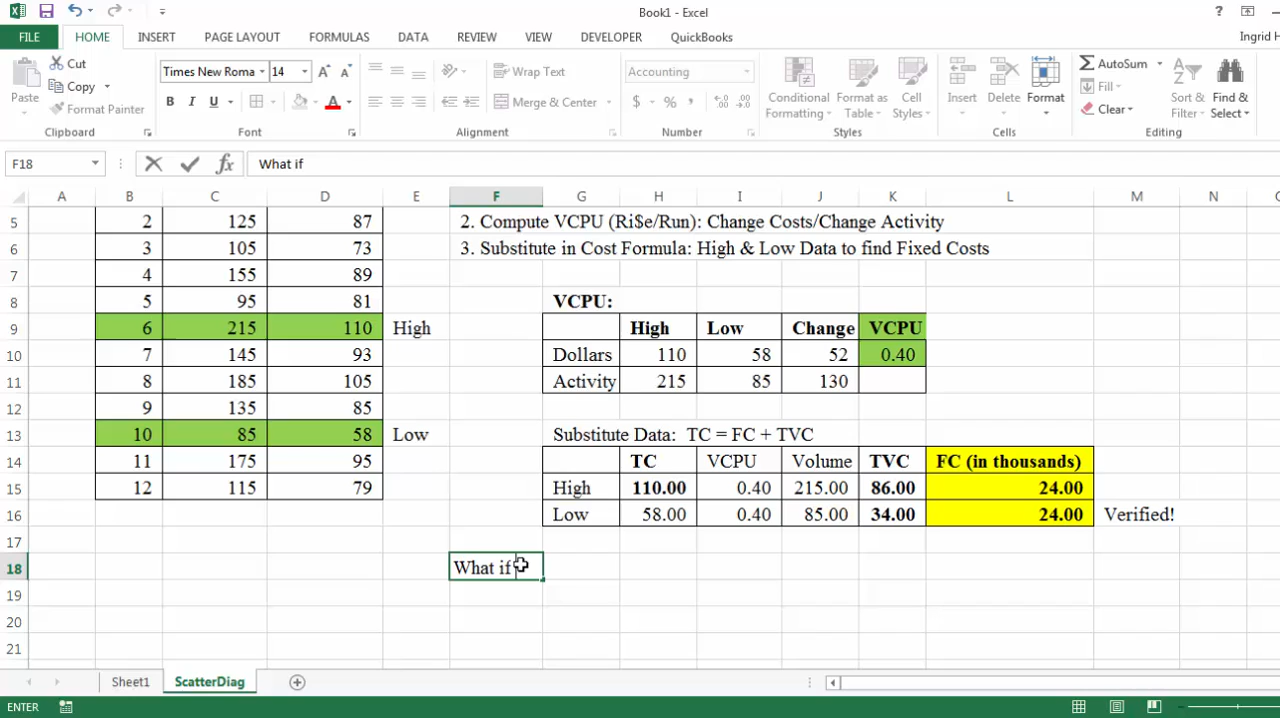 Book1 - Excel
?
FILE HOME INSERT PAGE LAYOUT FORMULAS DATA REVIEW VIEW DEVELOPER QuickBooks Ingrid H
Paste Cut Copy Format Painter Clipboard
Times New Roma 14 B I U A Font
Wrap Text Merge & Center Alignment
Accounting $ % , Number
Conditional Formatting Format as Table Cell Styles Styles
Insert Delete Format Cells
AutoSum Fill Clear Sort & Filter Find & Select Editing
F18 fx What if
A B C D E F G H I J K L M N
5 2 125 87 2. Compute VCPU (Ri$e/Run): Change Costs/Change Activity
6 3 105 73 3. Substitute in Cost Formula: High & Low Data to find Fixed Costs
7 4 155 89
8 5 95 81 VCPU:
9 6 215 110 High High Low Change VCPU
10 7 145 93 Dollars 110 58 52 0.40
11 8 185 105 Activity 215 85 130
12 9 135 85
13 10 85 58 Low Substitute Data: TC = FC + TVC
14 11 175 95 TC VCPU Volume TVC FC (in thousands)
15 12 115 79 High 110.00 0.40 215.00 86.00 24.00
16 Low 58.00 0.40 85.00 34.00 24.00 Verified!
17
18 What if
19
20
21
Sheet1 ScatterDiag
ENTER